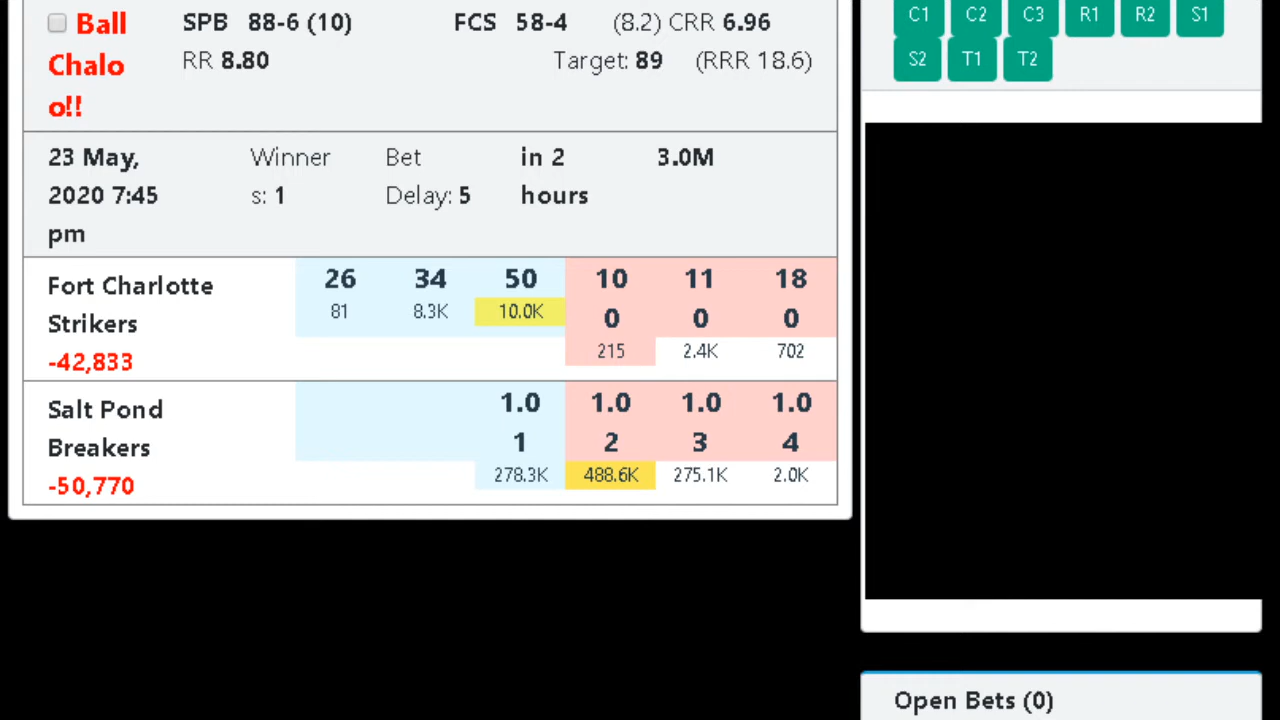 Ball SPB 88-6 (10) FCS 58-4 (8.2) CRR 6.96
Chalo RR 8.80 Target: 89 (RRR 18.6)
o!!
23 May, Winner Bet in 2 3.0M
2020 7:45 s: 1 Delay: 5 hours
pm
Fort Charlotte 26 34 50 10 11 18
Strikers 81 8.3K 10.0K 0 0 0
-42,833 215 2.4K 702
Salt Pond 1.0 1.0 1.0 1.0
Breakers 1 2 3 4
-50,770 278.3K 488.6K 275.1K 2.0K
C1 C2 C3 R1 R2 S1
S2 T1 T2
Open Bets (0)